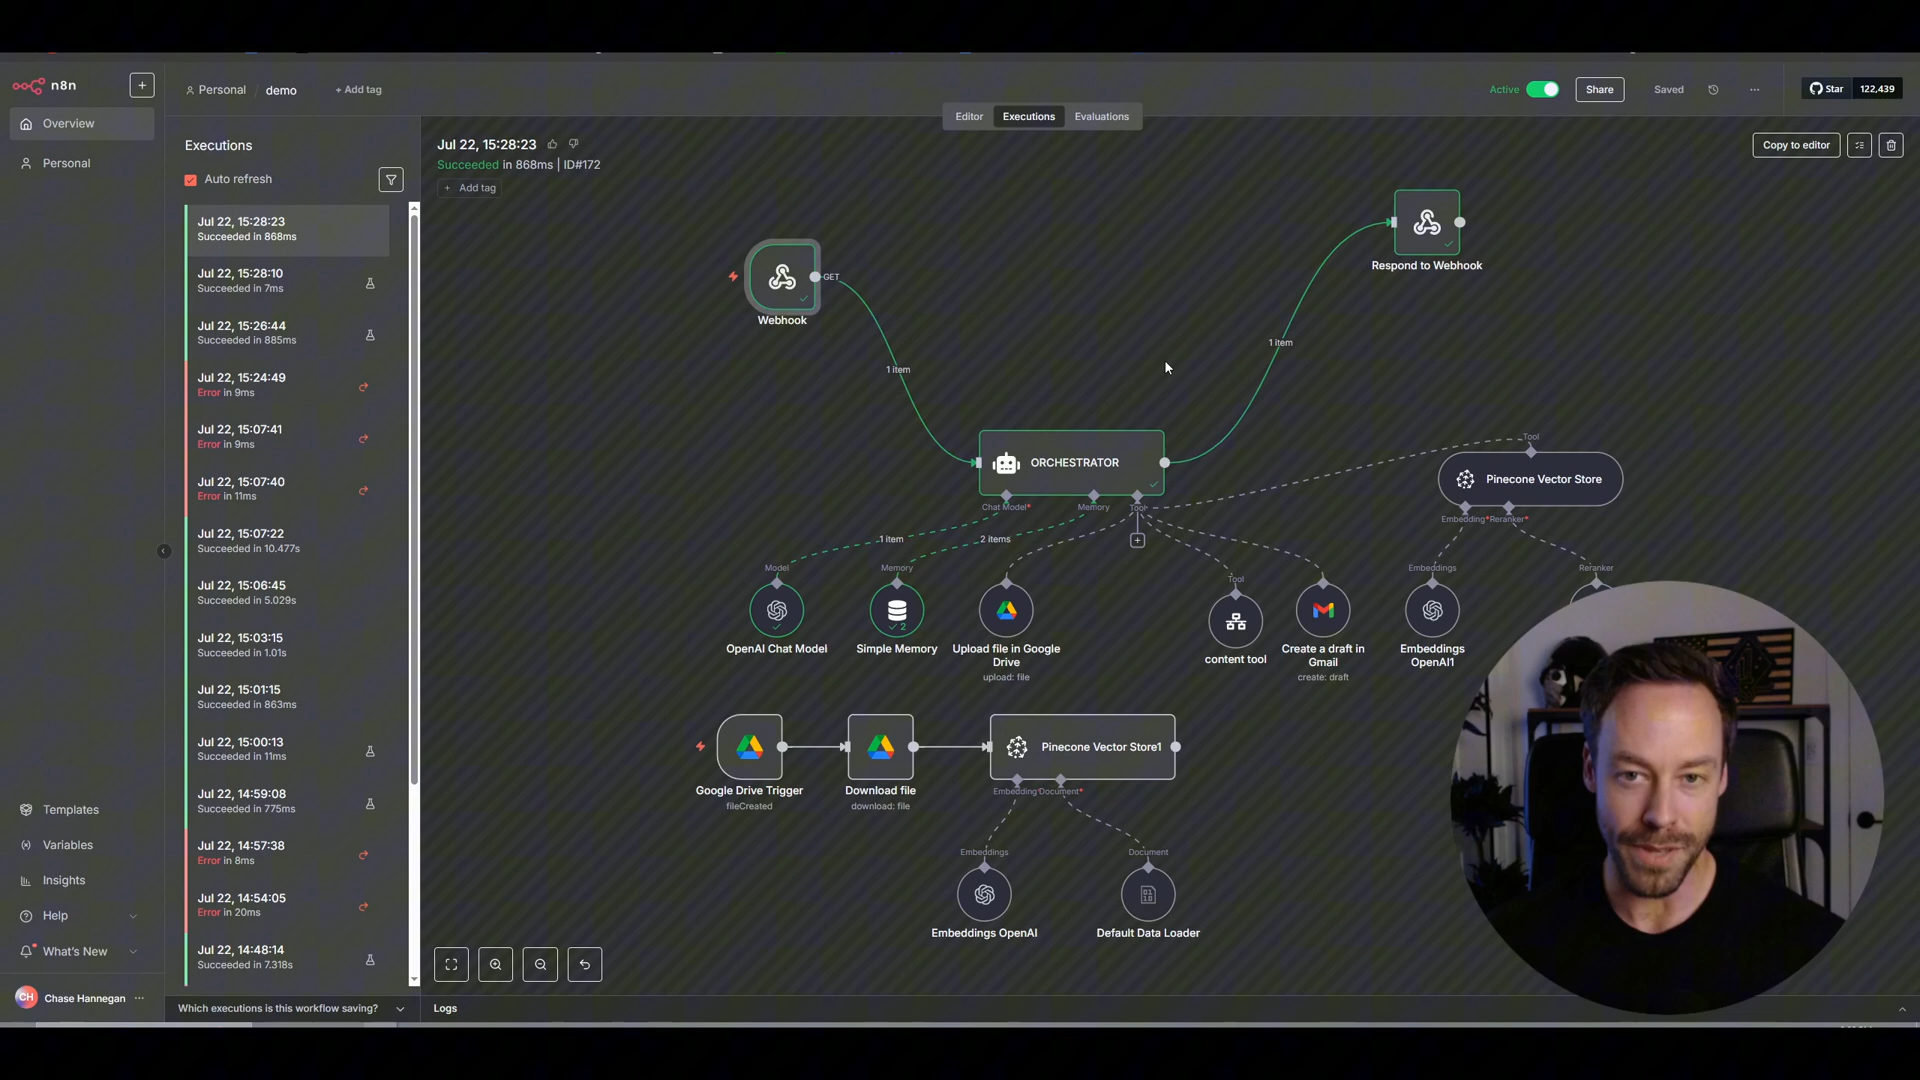 n8n
+
Personal / demo
+ Add tag
Active
Share
Saved
...
Star 122,439
Overview
Personal
Editor
Executions
Evaluations
Executions
Auto refresh
Jul 22, 15:28:23
Succeeded in 868ms
Jul 22, 15:28:10
Succeeded in 7ms
Jul 22, 15:26:44
Succeeded in 885ms
Jul 22, 15:24:49
Error in 9ms
Jul 22, 15:07:41
Error in 9ms
Jul 22, 15:07:40
Error in 11ms
Jul 22, 15:07:22
Succeeded in 10.477s
Jul 22, 15:06:45
Succeeded in 5.029s
Jul 22, 15:03:15
Succeeded in 1.01s
Jul 22, 15:01:15
Succeeded in 863ms
Jul 22, 15:00:13
Succeeded in 11ms
Jul 22, 14:59:08
Succeeded in 775ms
Jul 22, 14:57:38
Error in 8ms
Jul 22, 14:54:05
Error in 20ms
Jul 22, 14:48:14
Succeeded in 7.318s
Which executions is this workflow saving?
Templates
Variables
Insights
Help
What's New
CH Chase Hannegan ...
Jul 22, 15:28:23
Succeeded in 868ms | ID#172
+ Add tag
Copy to editor
GET
Webhook
Respond to Webhook
1 item
1 item
ORCHESTRATOR
Chat Model*
Memory
Tool
+
1 item
2 items
Tool
Pinecone Vector Store
Embedding*
Reranker*
Model
OpenAI Chat Model
Memory
2
Simple Memory
Upload file in Google
Drive
upload: file
Tool
content tool
Create a draft in
Gmail
create: draft
Embeddings
Embeddings
OpenAI1
Reranker
Google Drive Trigger
fileCreated
Download file
download: file
Pinecone Vector Store1
Embedding*
Document*
Embeddings
Embeddings OpenAI
Document
Default Data Loader
Logs